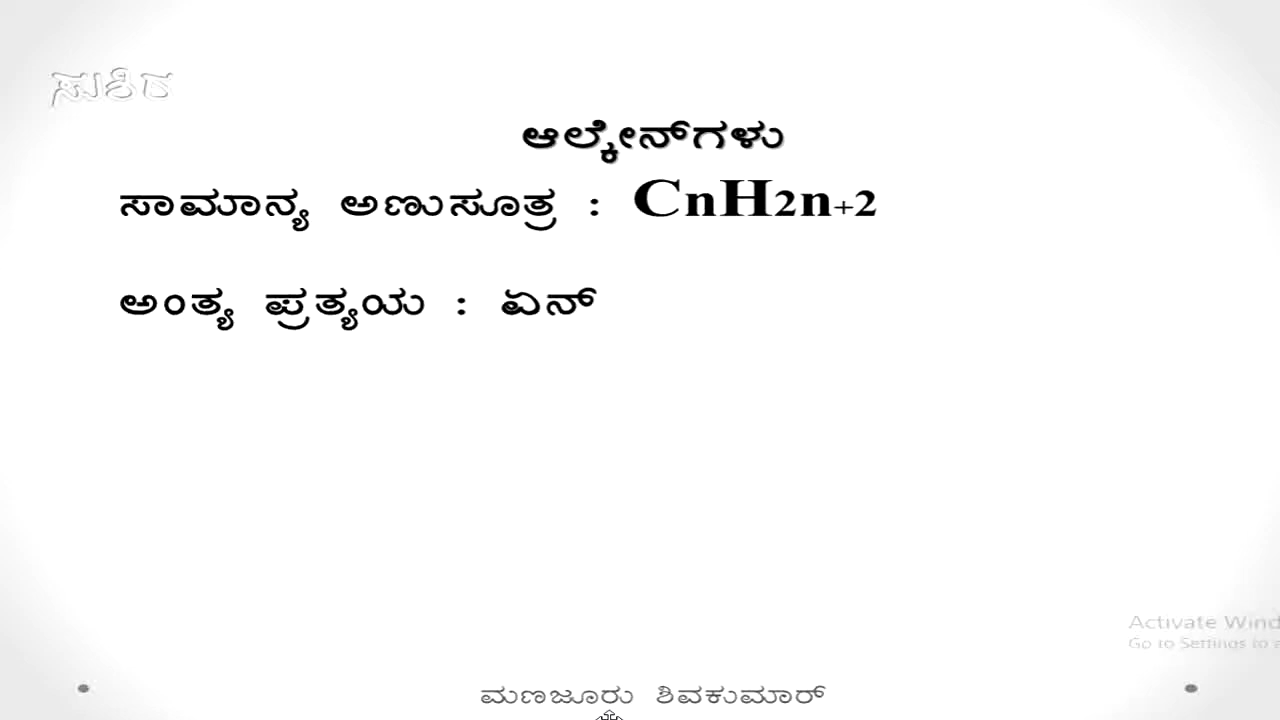 ಸುಶಿರ
ಆಲ್ಕೇನ್‌ಗಳು
ಸಾಮಾನ್ಯ ಅಣುಸೂತ್ರ : CnH2n+2
ಅಂತ್ಯ ಪ್ರತ್ಯಯ : ಏನ್
Activate Wind
Go to Settings to a
ಮಣಜೂರು ಶಿವಕುಮಾರ್